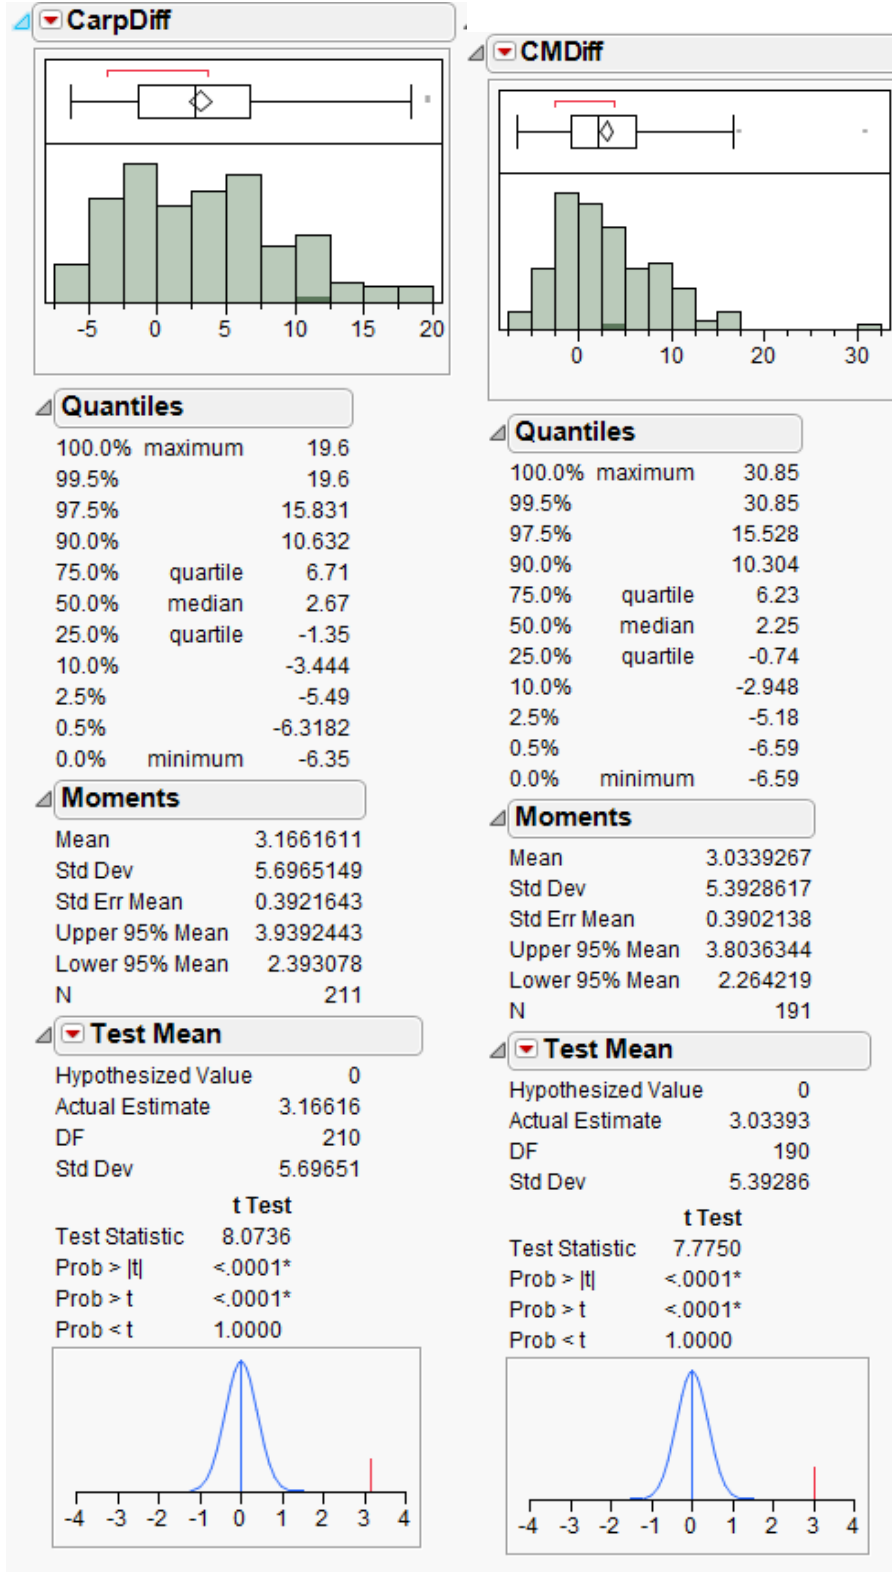 CarpDiff
-5 0 5 10 15 20
Quantiles
100.0% maximum 19.6
99.5% 19.6
97.5% 15.831
90.0% 10.632
75.0% quartile 6.71
50.0% median 2.67
25.0% quartile -1.35
10.0% -3.444
2.5% -5.49
0.5% -6.3182
0.0% minimum -6.35
Moments
Mean 3.1661611
Std Dev 5.6965149
Std Err Mean 0.3921643
Upper 95% Mean 3.9392443
Lower 95% Mean 2.393078
N 211
Test Mean
Hypothesized Value 0
Actual Estimate 3.16616
DF 210
Std Dev 5.69651
t Test
Test Statistic 8.0736
Prob > |t| <.0001*
Prob > t <.0001*
Prob < t 1.0000
-4 -3 -2 -1 0 1 2 3 4
CMDiff
0 10 20 30
Quantiles
100.0% maximum 30.85
99.5% 30.85
97.5% 15.528
90.0% 10.304
75.0% quartile 6.23
50.0% median 2.25
25.0% quartile -0.74
10.0% -2.948
2.5% -5.18
0.5% -6.59
0.0% minimum -6.59
Moments
Mean 3.0339267
Std Dev 5.3928617
Std Err Mean 0.3902138
Upper 95% Mean 3.8036344
Lower 95% Mean 2.264219
N 191
Test Mean
Hypothesized Value 0
Actual Estimate 3.03393
DF 190
Std Dev 5.39286
t Test
Test Statistic 7.7750
Prob > |t| <.0001*
Prob > t <.0001*
Prob < t 1.0000
-4 -3 -2 -1 0 1 2 3 4